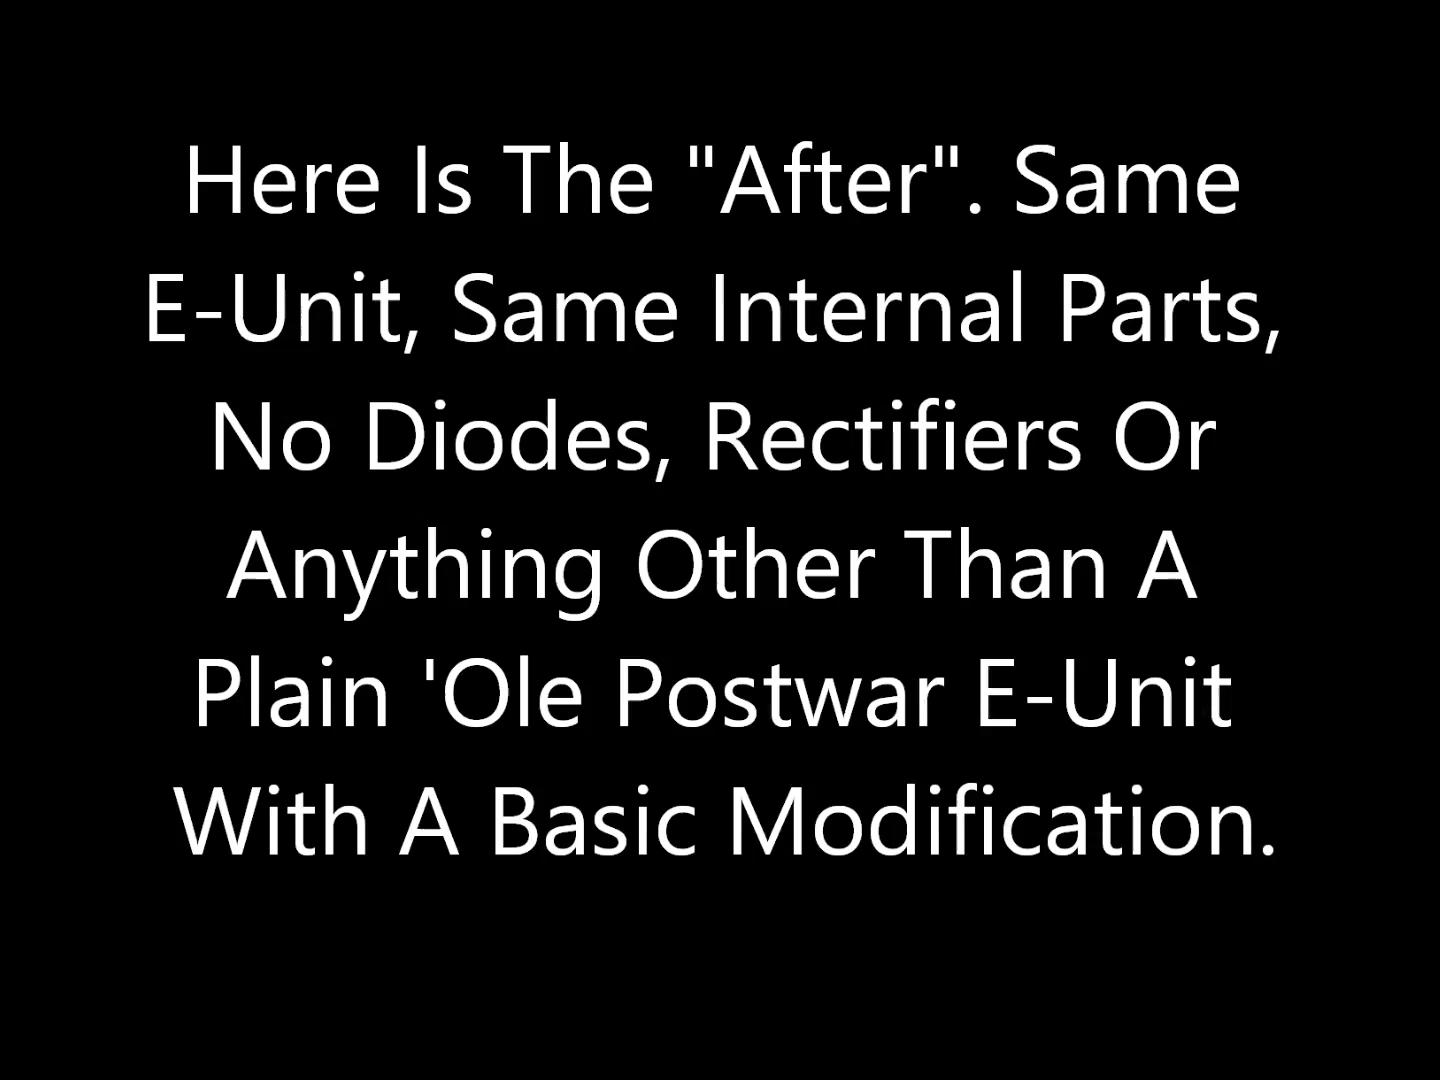 Here Is The "After". Same
E-Unit, Same Internal Parts,
No Diodes, Rectifiers Or
Anything Other Than A
Plain 'Ole Postwar E-Unit
With A Basic Modification.